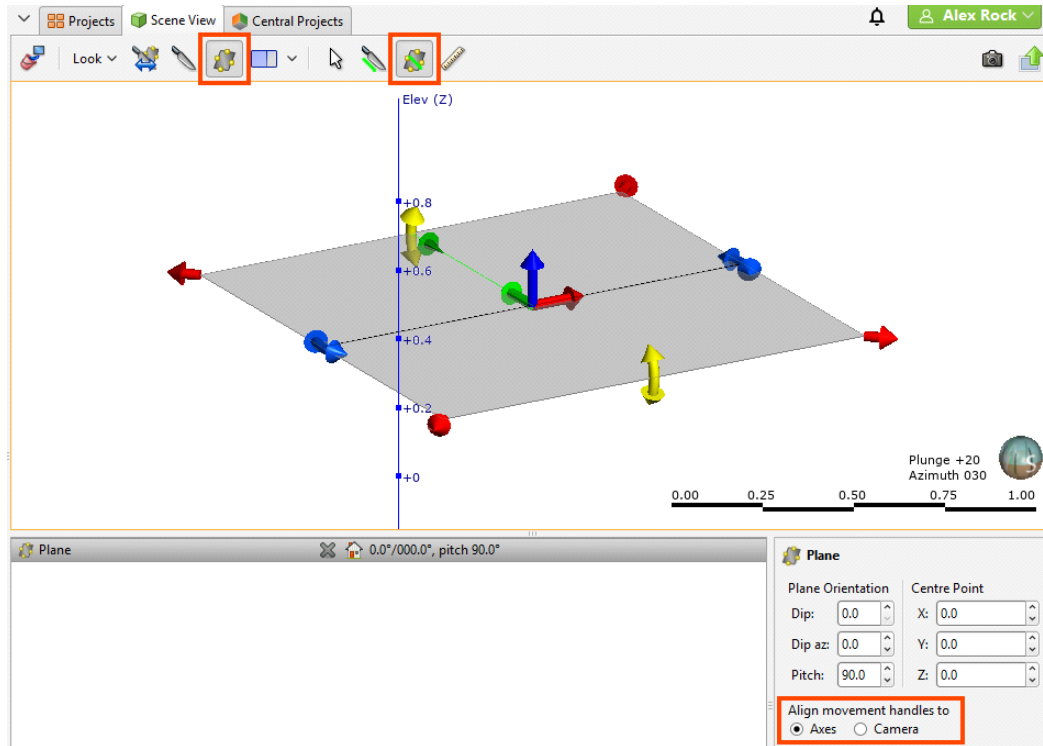 Projects Scene View Central Projects Alex Rock
Look
Elev (Z)
+0.8
+0.6
+0.4
+0.2
+0
S
Plunge +20
Azimuth 030
0.00 0.25 0.50 0.75 1.00
Plane 0.0°/000.0°, pitch 90.0°
Plane
Plane Orientation Centre Point
Dip: 0.0 X: 0.0
Dip az: 0.0 Y: 0.0
Pitch: 90.0 Z: 0.0
Align movement handles to
Axes Camera